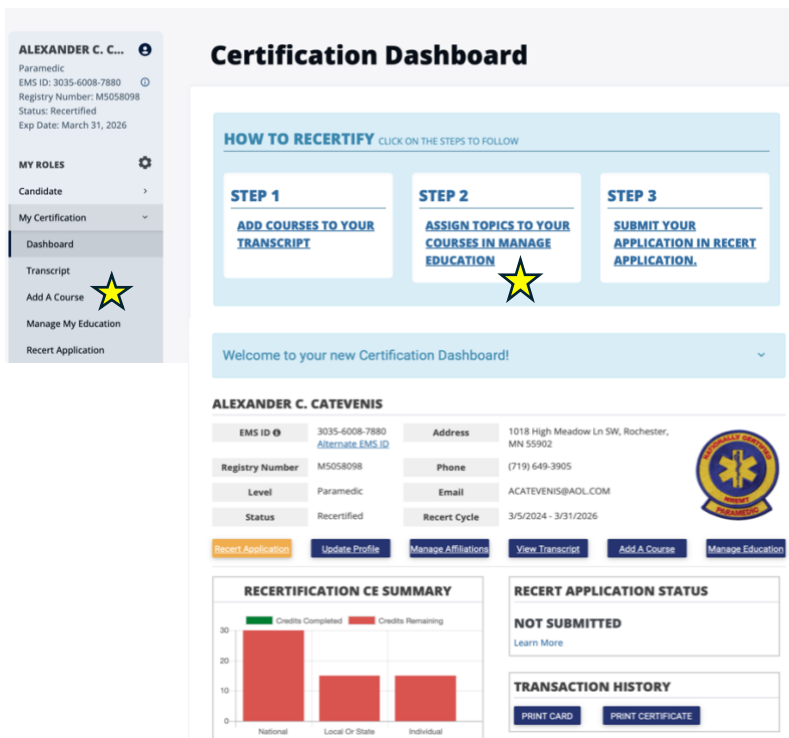 ALEXANDER C. C...
Paramedic
EMS ID: 3035-6008-7880
Registry Number: M5058098
Status: Recertified
Exp Date: March 31, 2026
MY ROLES
Candidate
My Certification
Dashboard
Transcript
Add A Course
Manage My Education
Recert Application
Certification Dashboard
HOW TO RECERTIFY CLICK ON THE STEPS TO FOLLOW
STEP 1
ADD COURSES TO YOUR
TRANSCRIPT
STEP 2
ASSIGN TOPICS TO YOUR
COURSES IN MANAGE
EDUCATION
STEP 3
SUBMIT YOUR
APPLICATION IN RECERT
APPLICATION.
Welcome to your new Certification Dashboard!
ALEXANDER C. CATEVENIS
EMS ID 3035-6008-7880
Alternate EMS ID
Address 1018 High Meadow Ln SW, Rochester,
MN 55902
Registry Number M5058098
Phone (719) 649-3905
Level Paramedic
Email ACATEVENIS@AOL.COM
Status Recertified
Recert Cycle 3/5/2024 - 3/31/2026
NATIONALLY CERTIFIED
NREMT
PARAMEDIC
Recert Application Update Profile Manage Affiliations View Transcript Add A Course Manage Education
RECERTIFICATION CE SUMMARY
Credits Completed Credits Remaining
30
20
10
0
National Local Or State Individual
RECERT APPLICATION STATUS
NOT SUBMITTED
Learn More
TRANSACTION HISTORY
PRINT CARD PRINT CERTIFICATE